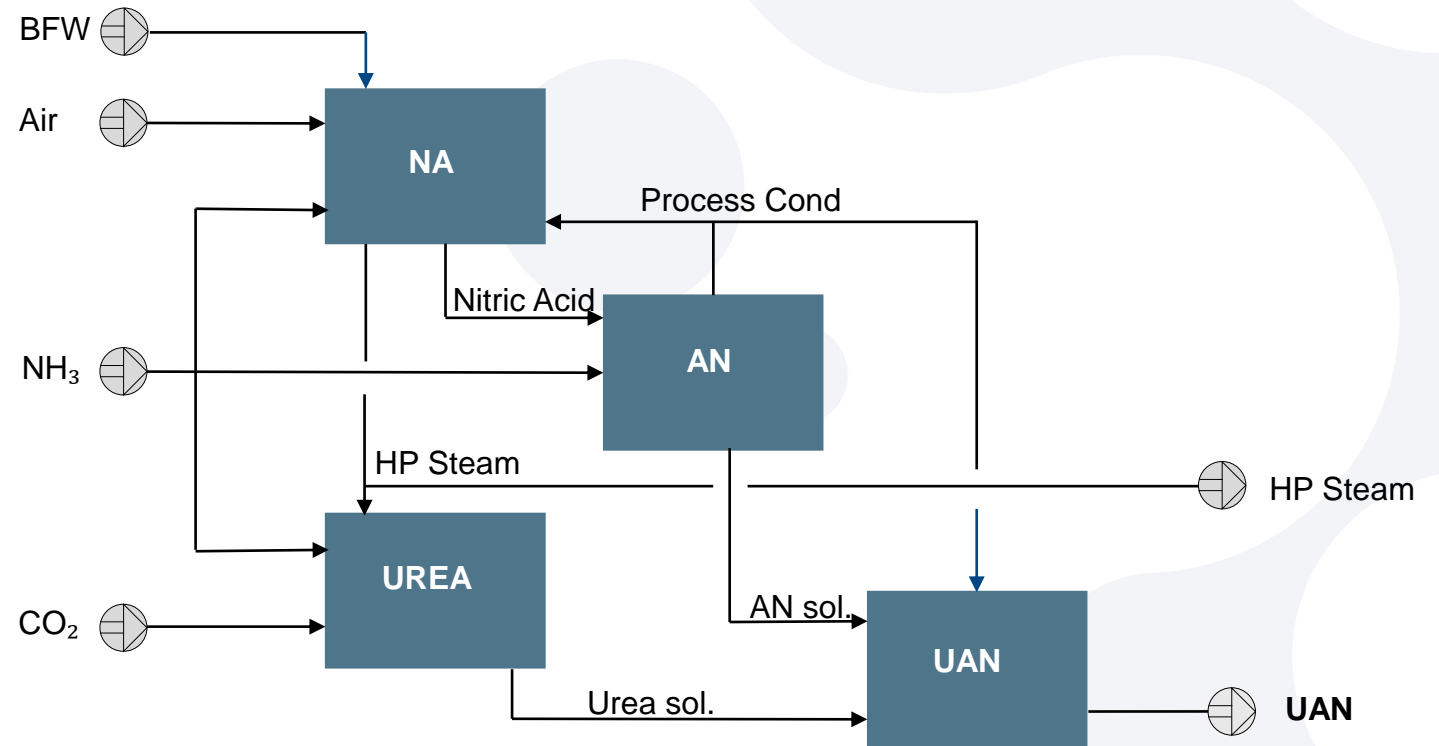 BFW
Air
NA
Process Cond
Nitric Acid
NH₃
AN
HP Steam
HP Steam
UREA
CO₂
AN sol.
UAN
Urea sol.
UAN